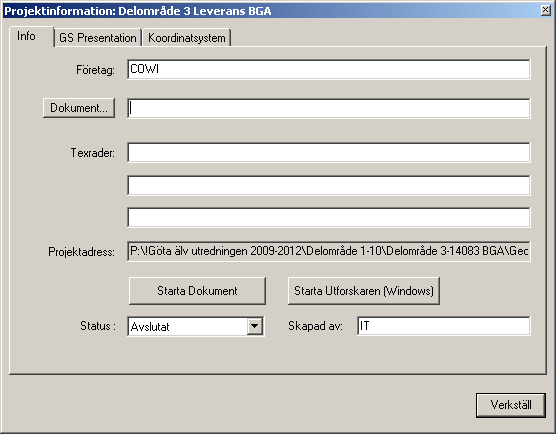 Projektinformation: Delområde 3 Leverans BGA
Info GS Presentation Koordinatsystem
Företag: COWI
Dokument...
Texrader:
Projektadress: P:\!Göta älv utredningen 2009-2012\Delområde 1-10\Delområde 3-14083 BGA\Geo
Starta Dokument Starta Utforskaren (Windows)
Status : Avslutat Skapad av: IT
Verkställ